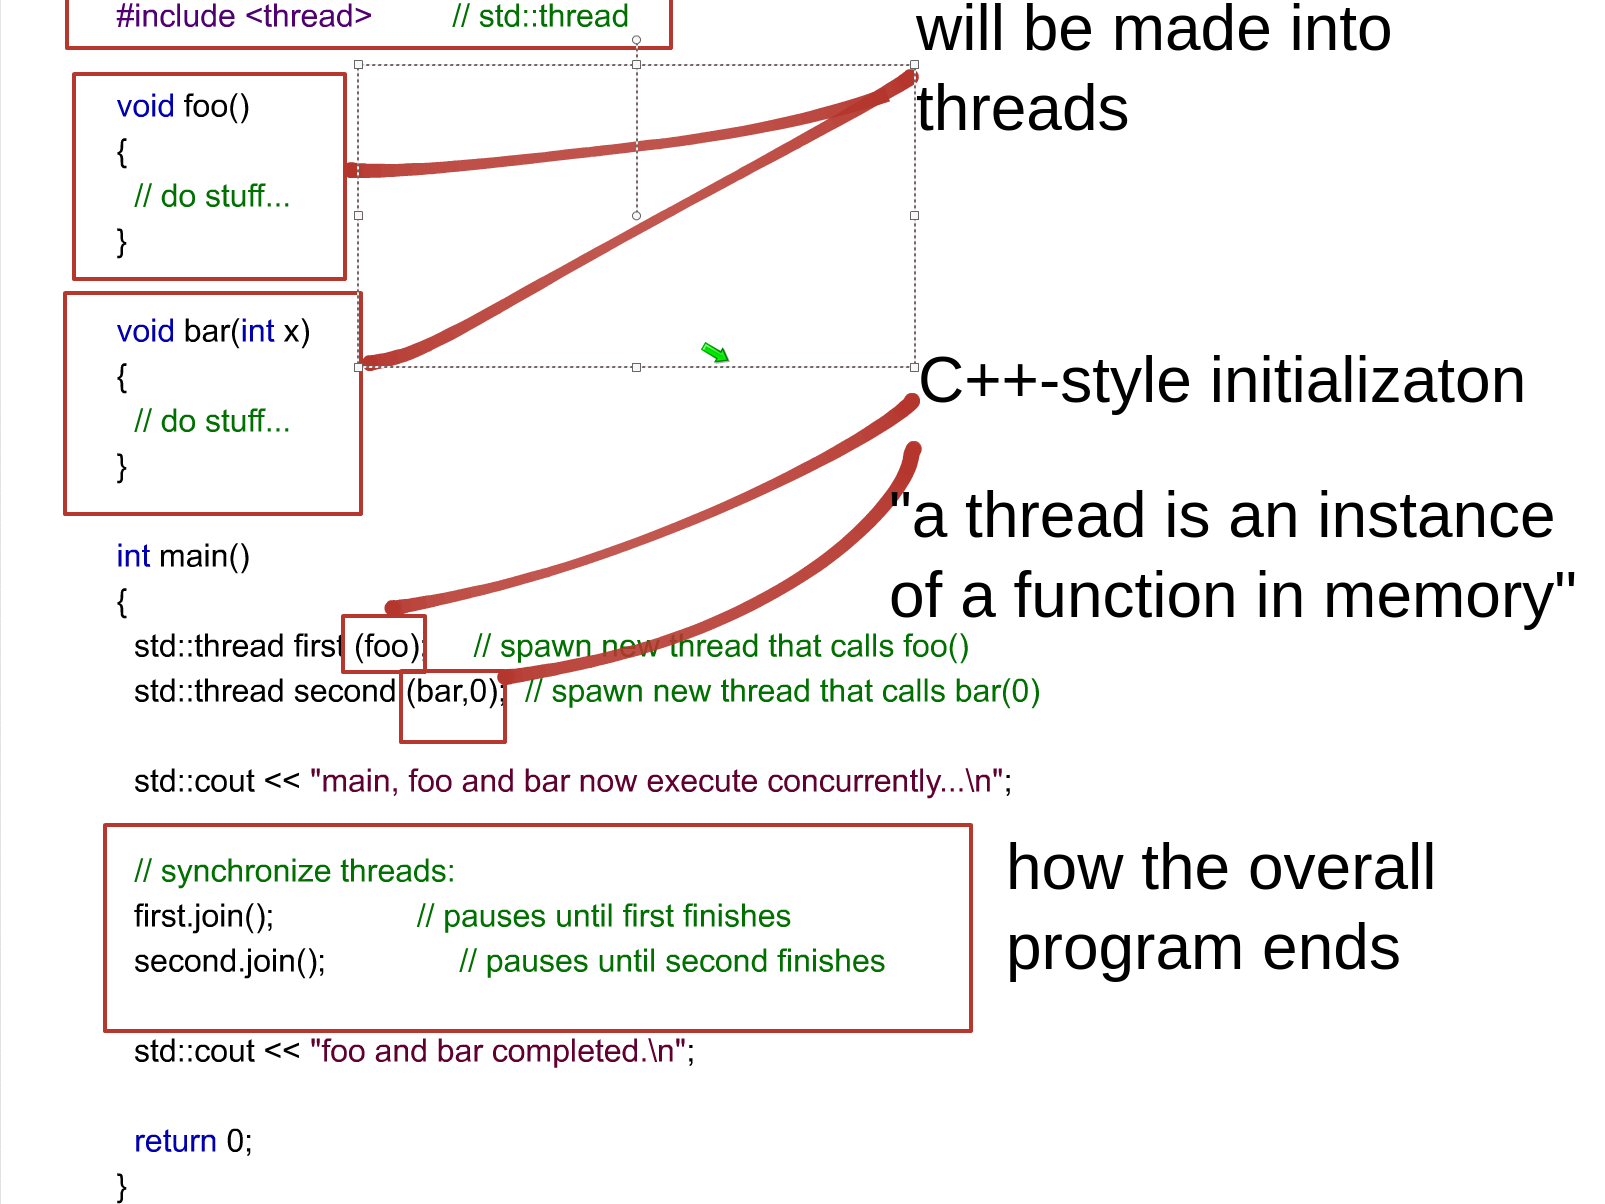 #include <thread> // std::thread
will be made into
threads
void foo()
{
// do stuff...
}
void bar(int x)
{
// do stuff...
}
C++-style initializaton
"a thread is an instance
of a function in memory"
int main()
{
std::thread first (foo); // spawn new thread that calls foo()
std::thread second (bar,0); // spawn new thread that calls bar(0)
std::cout << "main, foo and bar now execute concurrently...\n";
// synchronize threads:
first.join(); // pauses until first finishes
second.join(); // pauses until second finishes
how the overall
program ends
std::cout << "foo and bar completed.\n";
return 0;
}